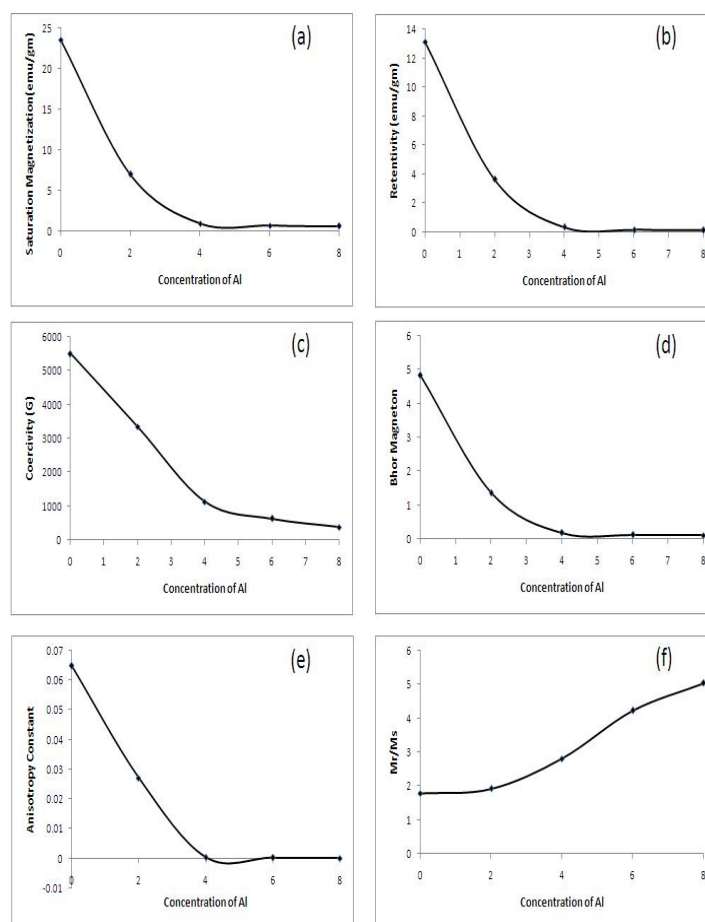 (a)
Saturation Magnetization(emu/gm)
25
20
15
10
5
0
0 2 4 6 8
Concentration of Al
(b)
Retentivity (emu/gm)
14
12
10
8
6
4
2
0
0 1 2 3 4 5 6 7 8
Concentration of Al
(c)
Coercivity (G)
6000
5000
4000
3000
2000
1000
0
0 1 2 3 4 5 6 7 8
Concentration of Al
(d)
Bhor Magneton
6
5
4
3
2
1
0
0 1 2 3 4 5 6 7 8
Concentration of Al
(e)
Anisotropy Constant
0.07
0.06
0.05
0.04
0.03
0.02
0.01
0
-0.01
0 2 4 6 8
Concentration of Al
(f)
Mr/Ms
6
5
4
3
2
1
0
0 2 4 6 8
Concentration of Al